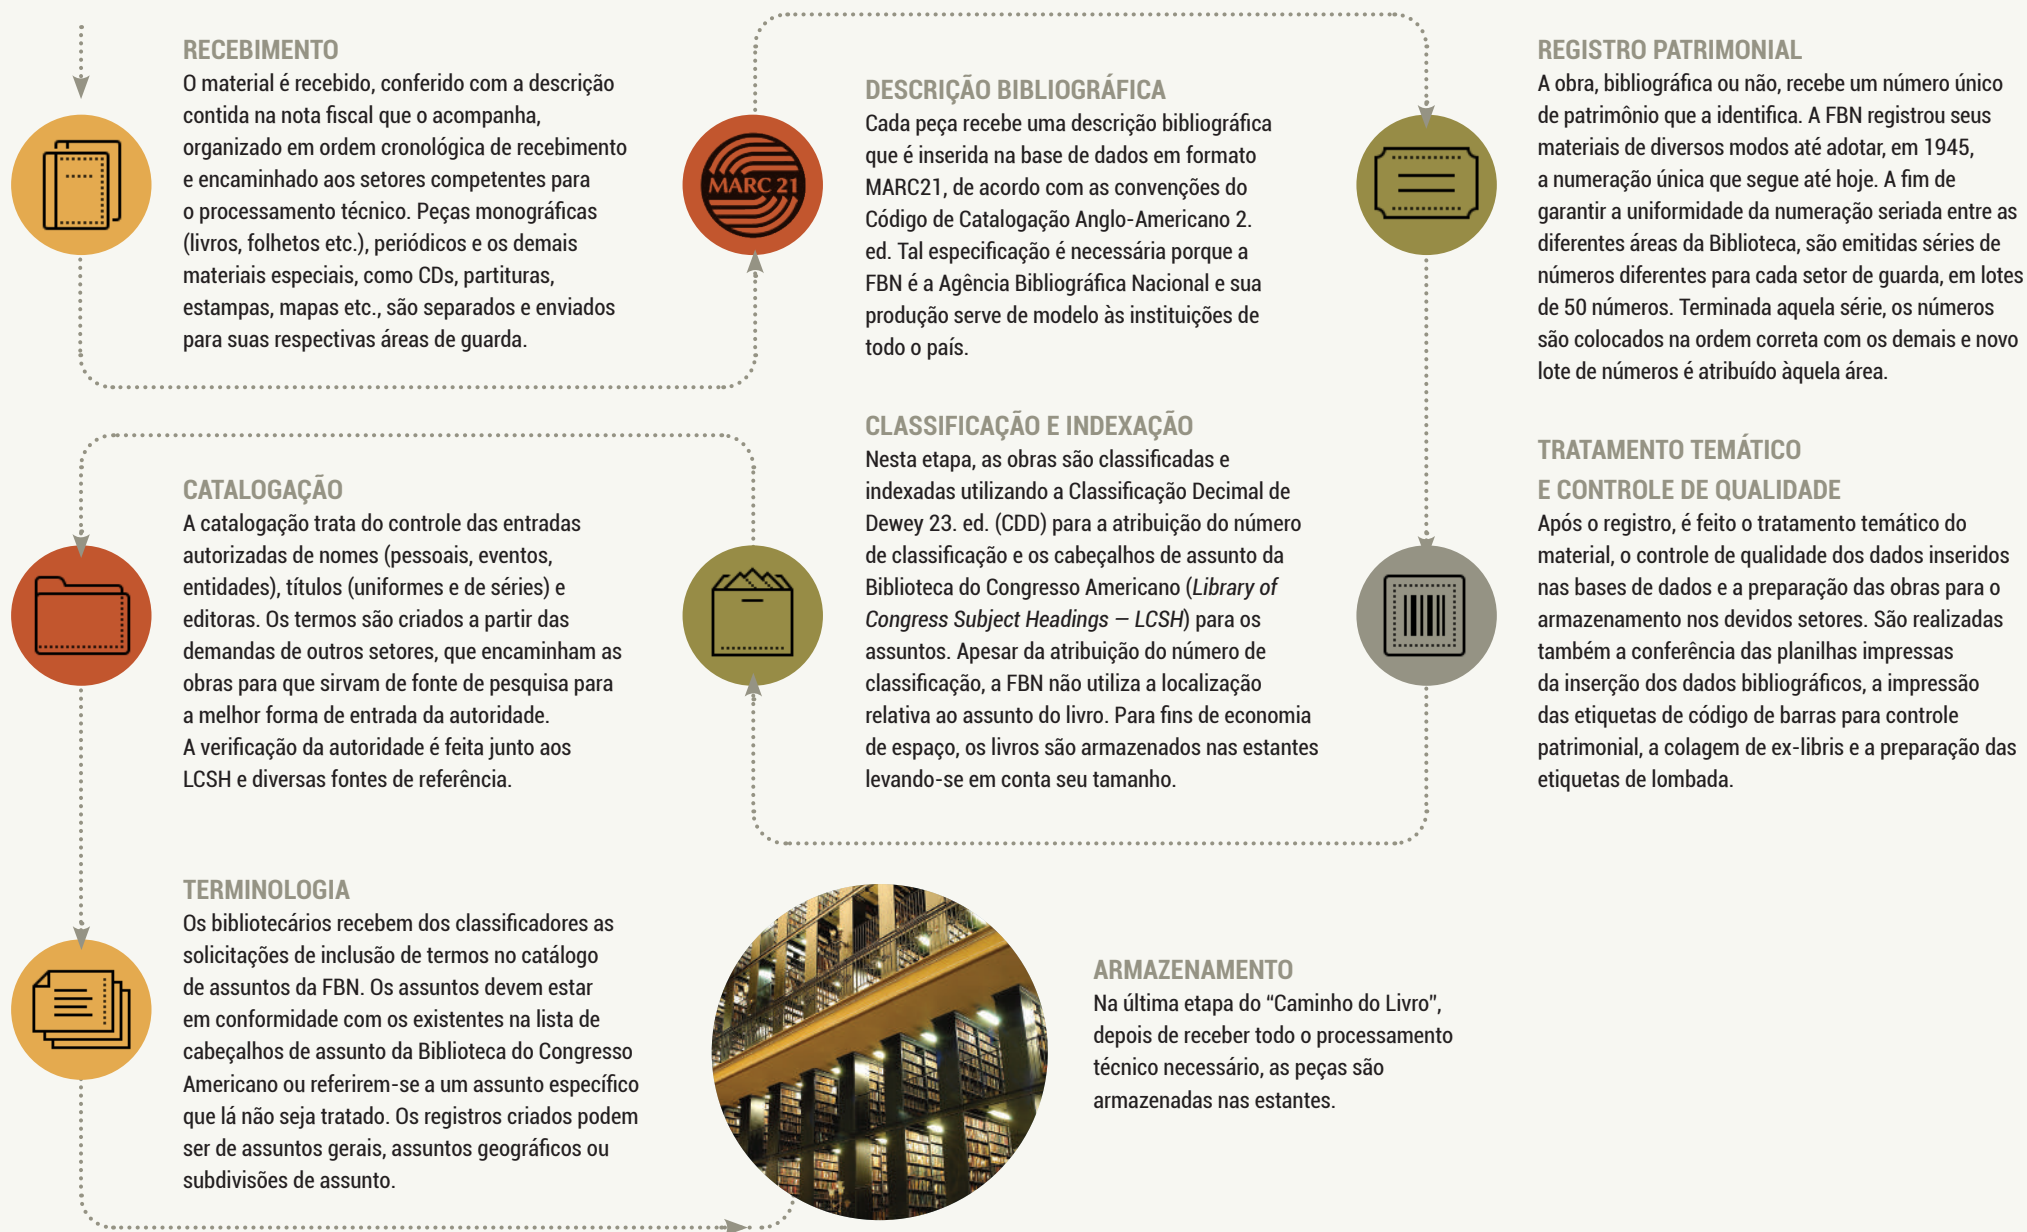 RECEBIMENTO
O material é recebido, conferido com a descrição
contida na nota fiscal que o acompanha,
organizado em ordem cronológica de recebimento
e encaminhado aos setores competentes para
o processamento técnico. Peças monográficas
(livros, folhetos etc.), periódicos e os demais
materiais especiais, como CDs, partituras,
estampas, mapas etc., são separados e enviados
para suas respectivas áreas de guarda.
MARC 21
DESCRIÇÃO BIBLIOGRÁFICA
Cada peça recebe uma descrição bibliográfica
que é inserida na base de dados em formato
MARC21, de acordo com as convenções do
Código de Catalogação Anglo-Americano 2.
ed. Tal especificação é necessária porque a
FBN é a Agência Bibliográfica Nacional e sua
produção serve de modelo às instituições de
todo o país.
REGISTRO PATRIMONIAL
A obra, bibliográfica ou não, recebe um número único
de patrimônio que a identifica. A FBN registrou seus
materiais de diversos modos até adotar, em 1945,
a numeração única que segue até hoje. A fim de
garantir a uniformidade da numeração seriada entre as
diferentes áreas da Biblioteca, são emitidas séries de
números diferentes para cada setor de guarda, em lotes
de 50 números. Terminada aquela série, os números
são colocados na ordem correta com os demais e novo
lote de números é atribuído àquela área.
TRATAMENTO TEMÁTICO
E CONTROLE DE QUALIDADE
Após o registro, é feito o tratamento temático do
material, o controle de qualidade dos dados inseridos
nas bases de dados e a preparação das obras para o
armazenamento nos devidos setores. São realizadas
também a conferência das planilhas impressas
da inserção dos dados bibliográficos, a impressão
das etiquetas de código de barras para controle
patrimonial, a colagem de ex-libris e a preparação das
etiquetas de lombada.
CLASSIFICAÇÃO E INDEXAÇÃO
Nesta etapa, as obras são classificadas e
indexadas utilizando a Classificação Decimal de
Dewey 23. ed. (CDD) para a atribuição do número
de classificação e os cabeçalhos de assunto da
Biblioteca do Congresso Americano (Library of
Congress Subject Headings — LCSH) para os
assuntos. Apesar da atribuição do número de
classificação, a FBN não utiliza a localização
relativa ao assunto do livro. Para fins de economia
de espaço, os livros são armazenados nas estantes
levando-se em conta seu tamanho.
CATALOGAÇÃO
A catalogação trata do controle das entradas
autorizadas de nomes (pessoais, eventos,
entidades), títulos (uniformes e de séries) e
editoras. Os termos são criados a partir das
demandas de outros setores, que encaminham as
obras para que sirvam de fonte de pesquisa para
a melhor forma de entrada da autoridade.
A verificação da autoridade é feita junto aos
LCSH e diversas fontes de referência.
TERMINOLOGIA
Os bibliotecários recebem dos classificadores as
solicitações de inclusão de termos no catálogo
de assuntos da FBN. Os assuntos devem estar
em conformidade com os existentes na lista de
cabeçalhos de assunto da Biblioteca do Congresso
Americano ou referirem-se a um assunto específico
que lá não seja tratado. Os registros criados podem
ser de assuntos gerais, assuntos geográficos ou
subdivisões de assunto.
ARMAZENAMENTO
Na última etapa do “Caminho do Livro”,
depois de receber todo o processamento
técnico necessário, as peças são
armazenadas nas estantes.